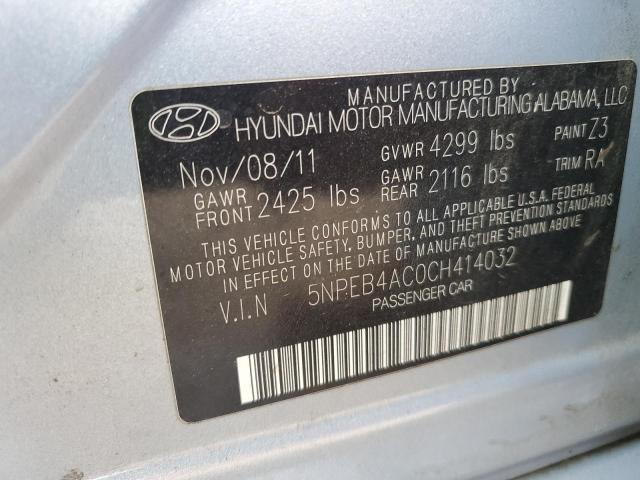 MANUFACTURED BY
HYUNDAI MOTOR MANUFACTURING ALABAMA, LLC
Nov/08/11 GVWR 4299 lbs PAINT Z3
GAWR FRONT 2425 lbs GAWR REAR 2116 lbs TRIM RA
THIS VEHICLE CONFORMS TO ALL APPLICABLE U.S.A. FEDERAL
MOTOR VEHICLE SAFETY, BUMPER, AND THEFT PREVENTION STANDARDS
IN EFFECT ON THE DATE OF MANUFACTURE SHOWN ABOVE
V.I.N 5NPEB4AC0CH414032
PASSENGER CAR